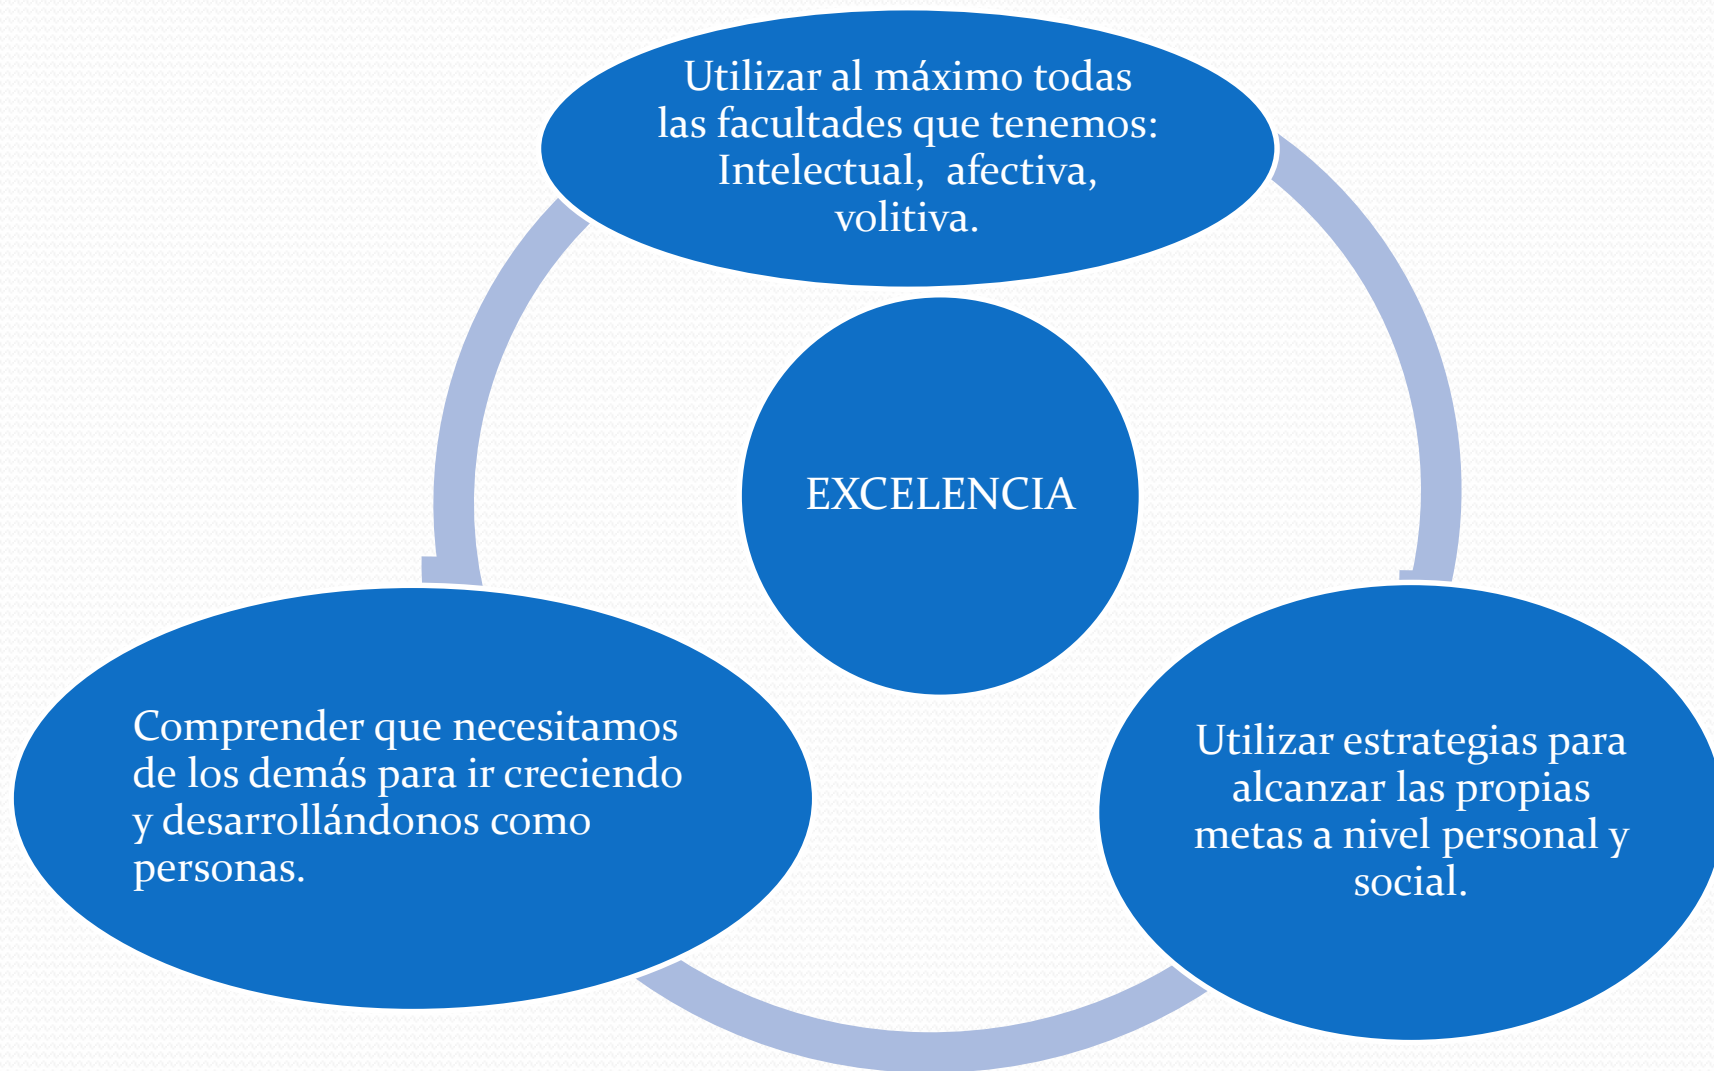 Utilizar al máximo todas
las facultades que tenemos:
Intelectual, afectiva,
volitiva.
EXCELENCIA
Comprender que necesitamos
de los demás para ir creciendo
y desarrollándonos como
personas.
Utilizar estrategias para
alcanzar las propias
metas a nivel personal y
social.